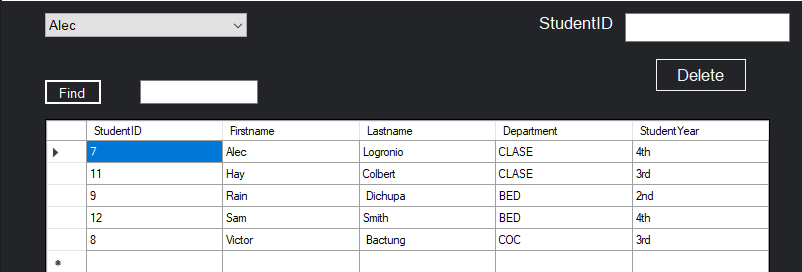 Alec StudentID
Delete
Find
StudentID Firstname Lastname Department StudentYear
7 Alec Logronio CLASE 4th
11 Hay Colbert CLASE 3rd
9 Rain Dichupa BED 2nd
12 Sam Smith BED 4th
8 Victor Bactung COC 3rd